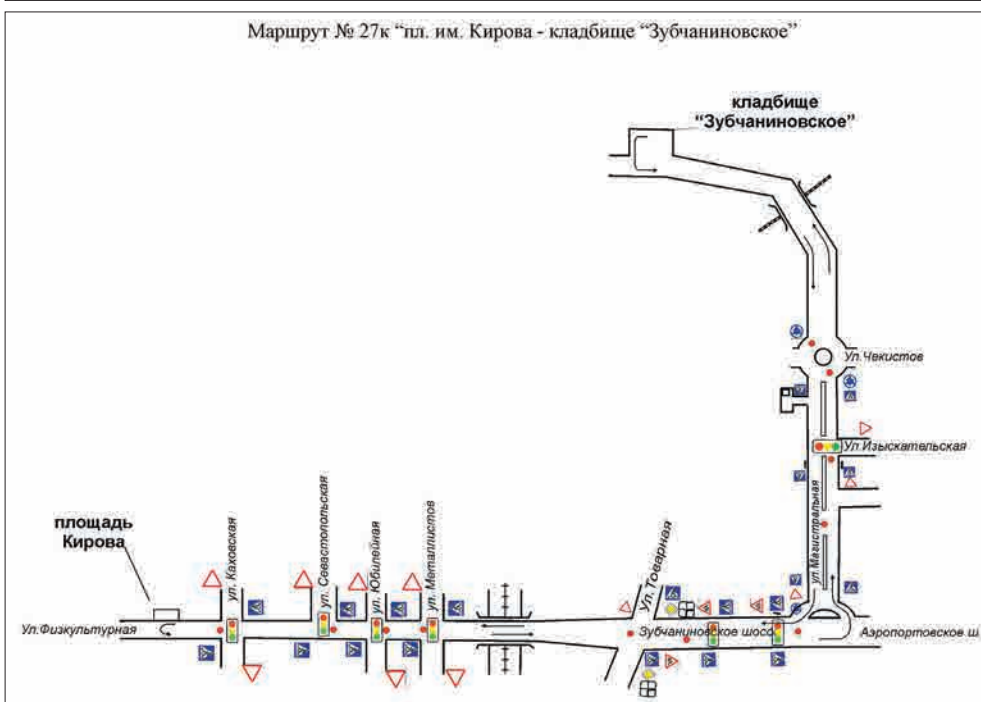 Маршрут № 27к “пл. им. Кирова - кладбище “Зубчаниновское”
кладбище
“Зубчаниновское”
Ул.Чекистов
Ул.Изыскательская
ул.Магистральная
площадь
Кирова
ул. Каховская
ул. Севастопольская
ул. Юбилейная
ул. Металлистов
Ул.Товарная
Ул.Физкультурная
Зубчаниновское шоссе
Аэропортовское ш.